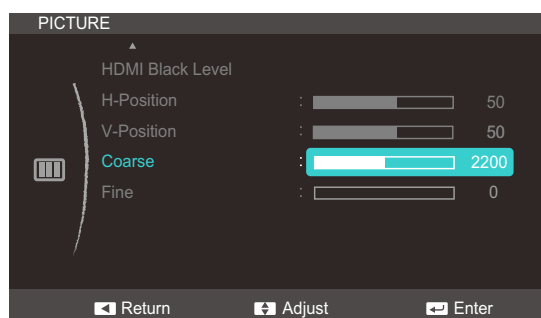 PICTURE
HDMI Black Level
H-Position : 50
V-Position : 50
Coarse : 2200
Fine : 0
Return Adjust Enter